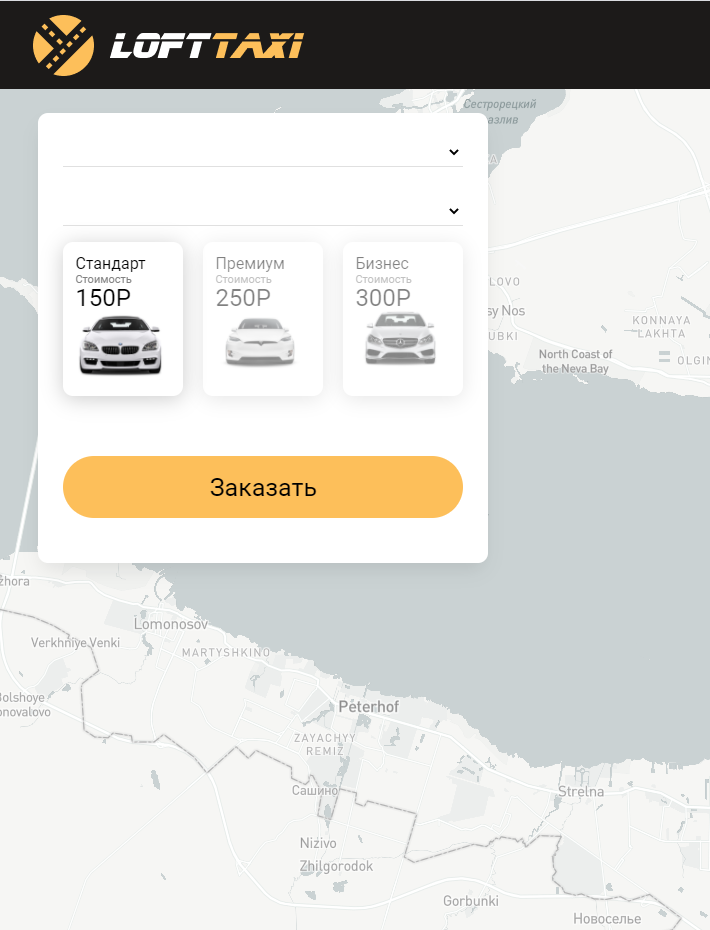 LOFTTAXI
Сестрорецкий
LOVO
Стандарт
Стоимость
150Р
Премиум
Стоимость
250Р
Бизнес
Стоимость
300Р
sy Nos
UBKI
KONNAYA
LAKHTA
North Coast of
the Neva Bay
OLGIN
Заказать
zhora
Lomonosov
Verkhniye Venki
MARTYSHKINO
Bolshoye
onovalovo
Peterhof
ZAYACHYY
REMIZ
Сашино
Strelna
Nizivo
Zhilgorodok
Gorbunki
Новоселье